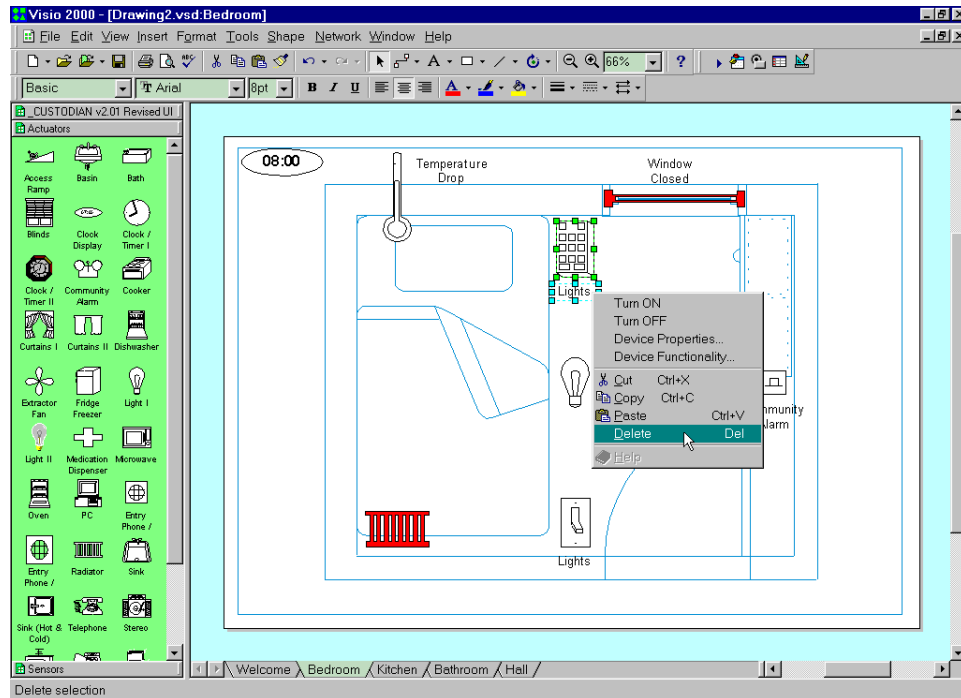 Visio 2000 - [Drawing2.vsd:Bedroom]
File Edit View Insert Format Tools Shape Network Window Help
66%
Basic Arial 8pt B I U
_CUSTODIAN v2.01 Revised UI
Actuators
Access Ramp
Basin
Bath
Blinds
Clock Display
Clock / Timer I
Clock / Timer II
Community Alarm
Cooker
Curtains I
Curtains II
Dishwasher
Extractor Fan
Fridge Freezer
Light I
Light II
Medication Dispenser
Microwave
Oven
PC
Entry Phone /
Entry Phone /
Radiator
Sink
Sink (Hot & Cold)
Telephone
Stereo
Sensors
08:00
Temperature
Drop
Window
Closed
Lights
Turn ON
Turn OFF
Device Properties...
Device Functionality...
Cut Ctrl+X
Copy Ctrl+C
Paste Ctrl+V
Delete Del
Help
mmunity
Alarm
Lights
Welcome Bedroom Kitchen Bathroom Hall
Delete selection